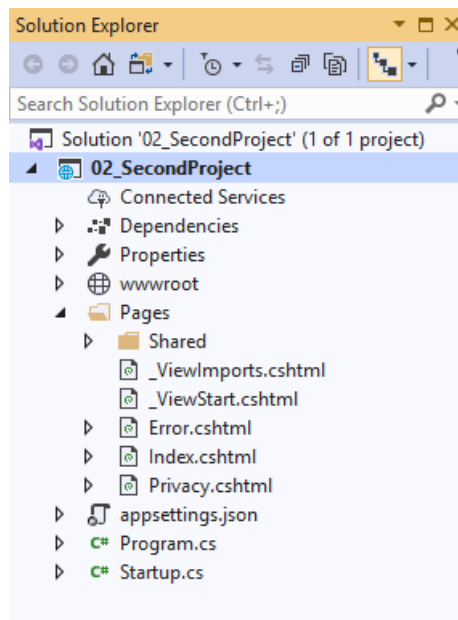 Solution Explorer
Search Solution Explorer (Ctrl+;)
Solution '02_SecondProject' (1 of 1 project)
02_SecondProject
Connected Services
Dependencies
Properties
wwwroot
Pages
Shared
_ViewImports.cshtml
_ViewStart.cshtml
Error.cshtml
Index.cshtml
Privacy.cshtml
appsettings.json
C# Program.cs
C# Startup.cs